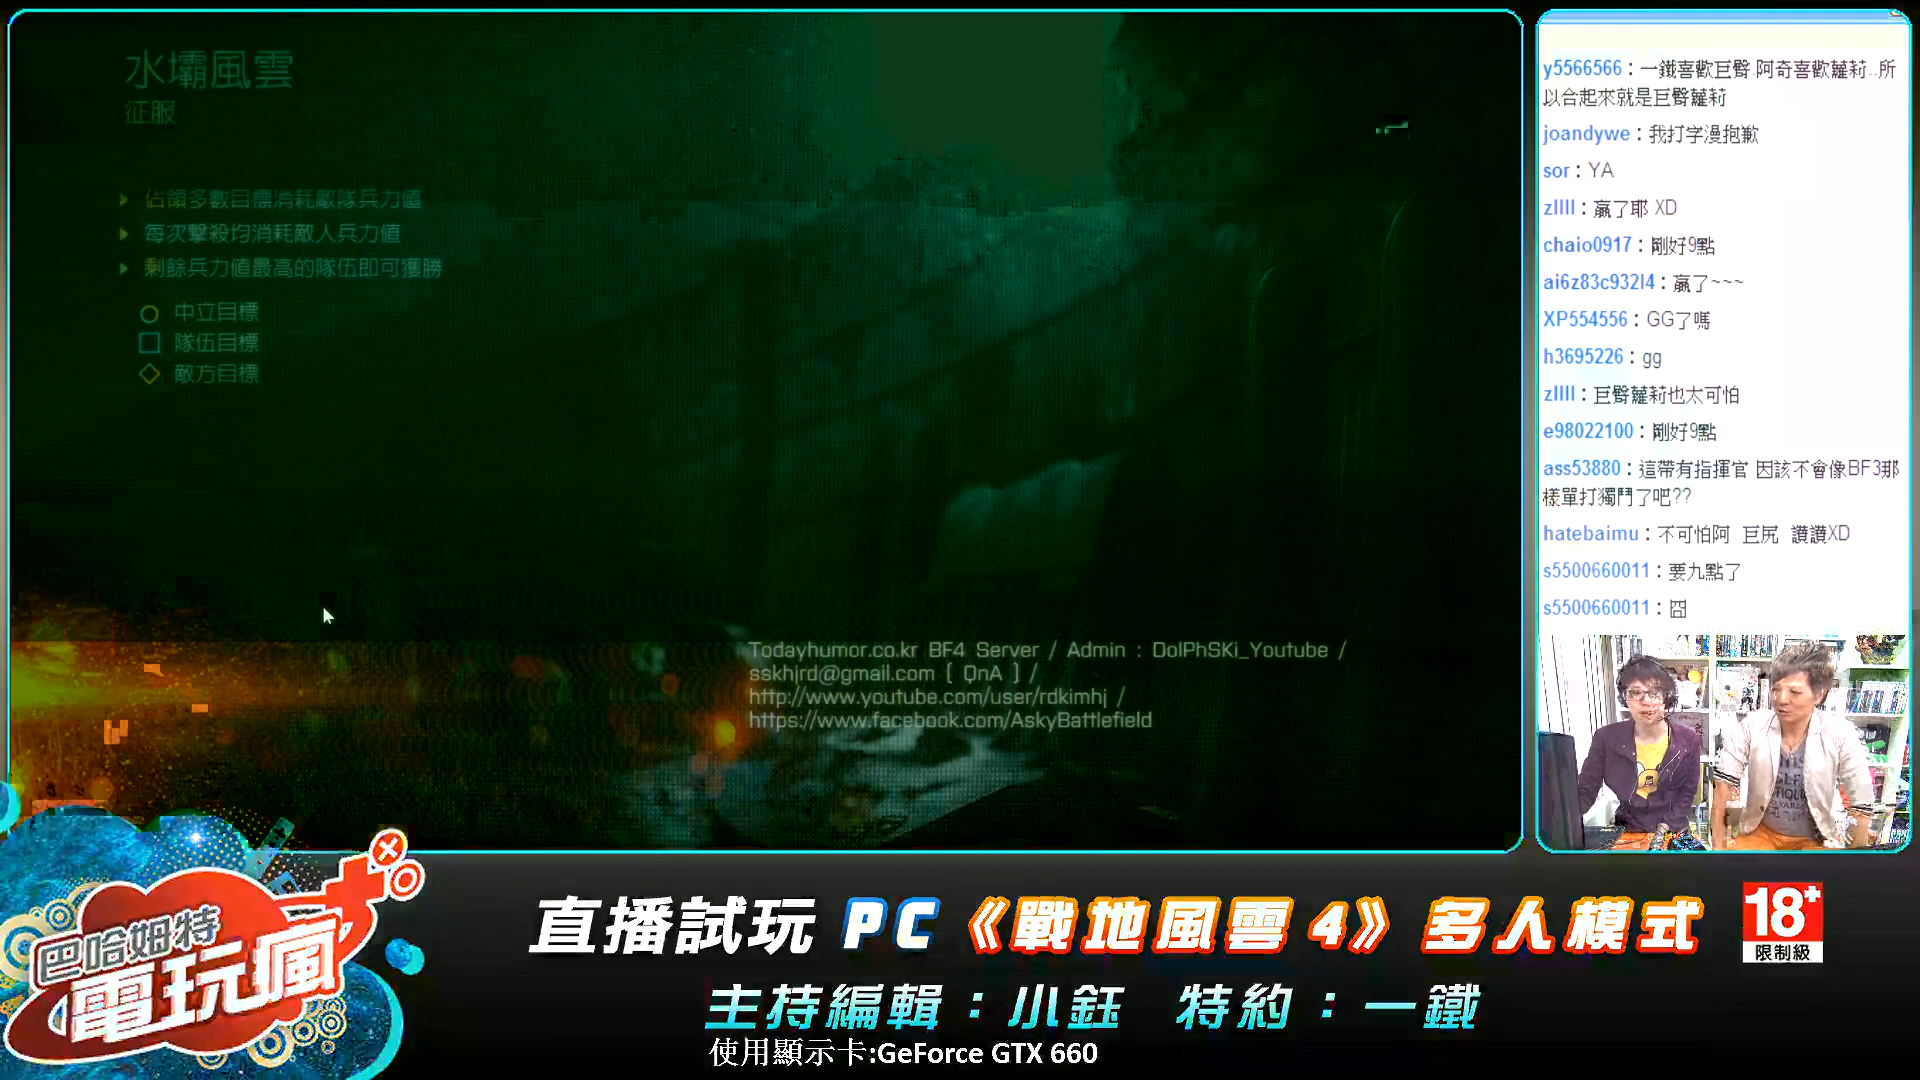 水壩風雲
征服
佔領多數目標消耗敵隊兵力值
每次擊殺均消耗敵人兵力值
剩餘兵力值最高的隊伍即可獲勝
中立目標
隊伍目標
敵方目標
Todayhumor.co.kr BF4 Server / Admin : DolPhSKi_Youtube /
sskhjrd@gmail.com [ QnA ] /
http://www.youtube.com/user/rdkimhj /
https://www.facebook.com/AskyBattlefield
y5566566：一鐵喜歡巨臀.阿奇喜歡蘿莉..所
以合起來就是巨臀蘿莉
joandywe：我打字漫抱歉
sor：YA
zllll：贏了耶 XD
chaio0917：剛好9點
ai6z83c932l4：贏了~~~
XP554556：GG了嗎
h3695226：gg
zllll：巨臀蘿莉也太可怕
e98022100：剛好9點
ass53880：這帶有指揮官 因該不會像BF3那
樣單打獨鬥了吧??
hatebaimu：不可怕阿 巨尻 讚讚XD
s5500660011：要九點了
s5500660011：囧
巴哈姆特
電玩瘋
直播試玩 PC《戰地風雲 4》多人模式
18+
限制級
主持編輯：小鈺 特約：一鐵
使用顯示卡:GeForce GTX 660